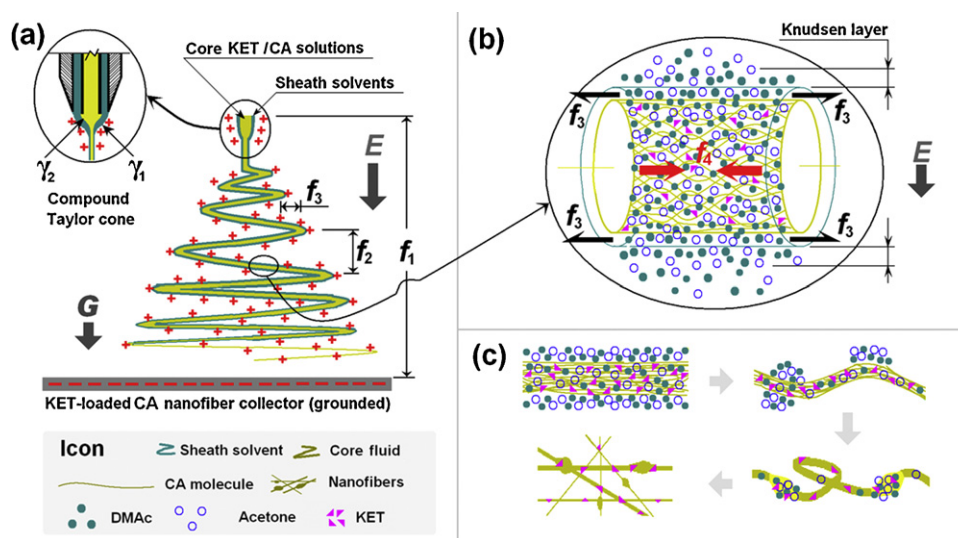 (a)
Core KET /CA solutions
Sheath solvents
γ2
γ1
Compound
Taylor cone
E
f3
f2
f1
G
KET-loaded CA nanofiber collector (grounded)
Icon
Sheath solvent
Core fluid
CA molecule
Nanofibers
DMAc
Acetone
KET
(b)
Knudsen layer
f3
f3
f4
E
f3
f3
(c)